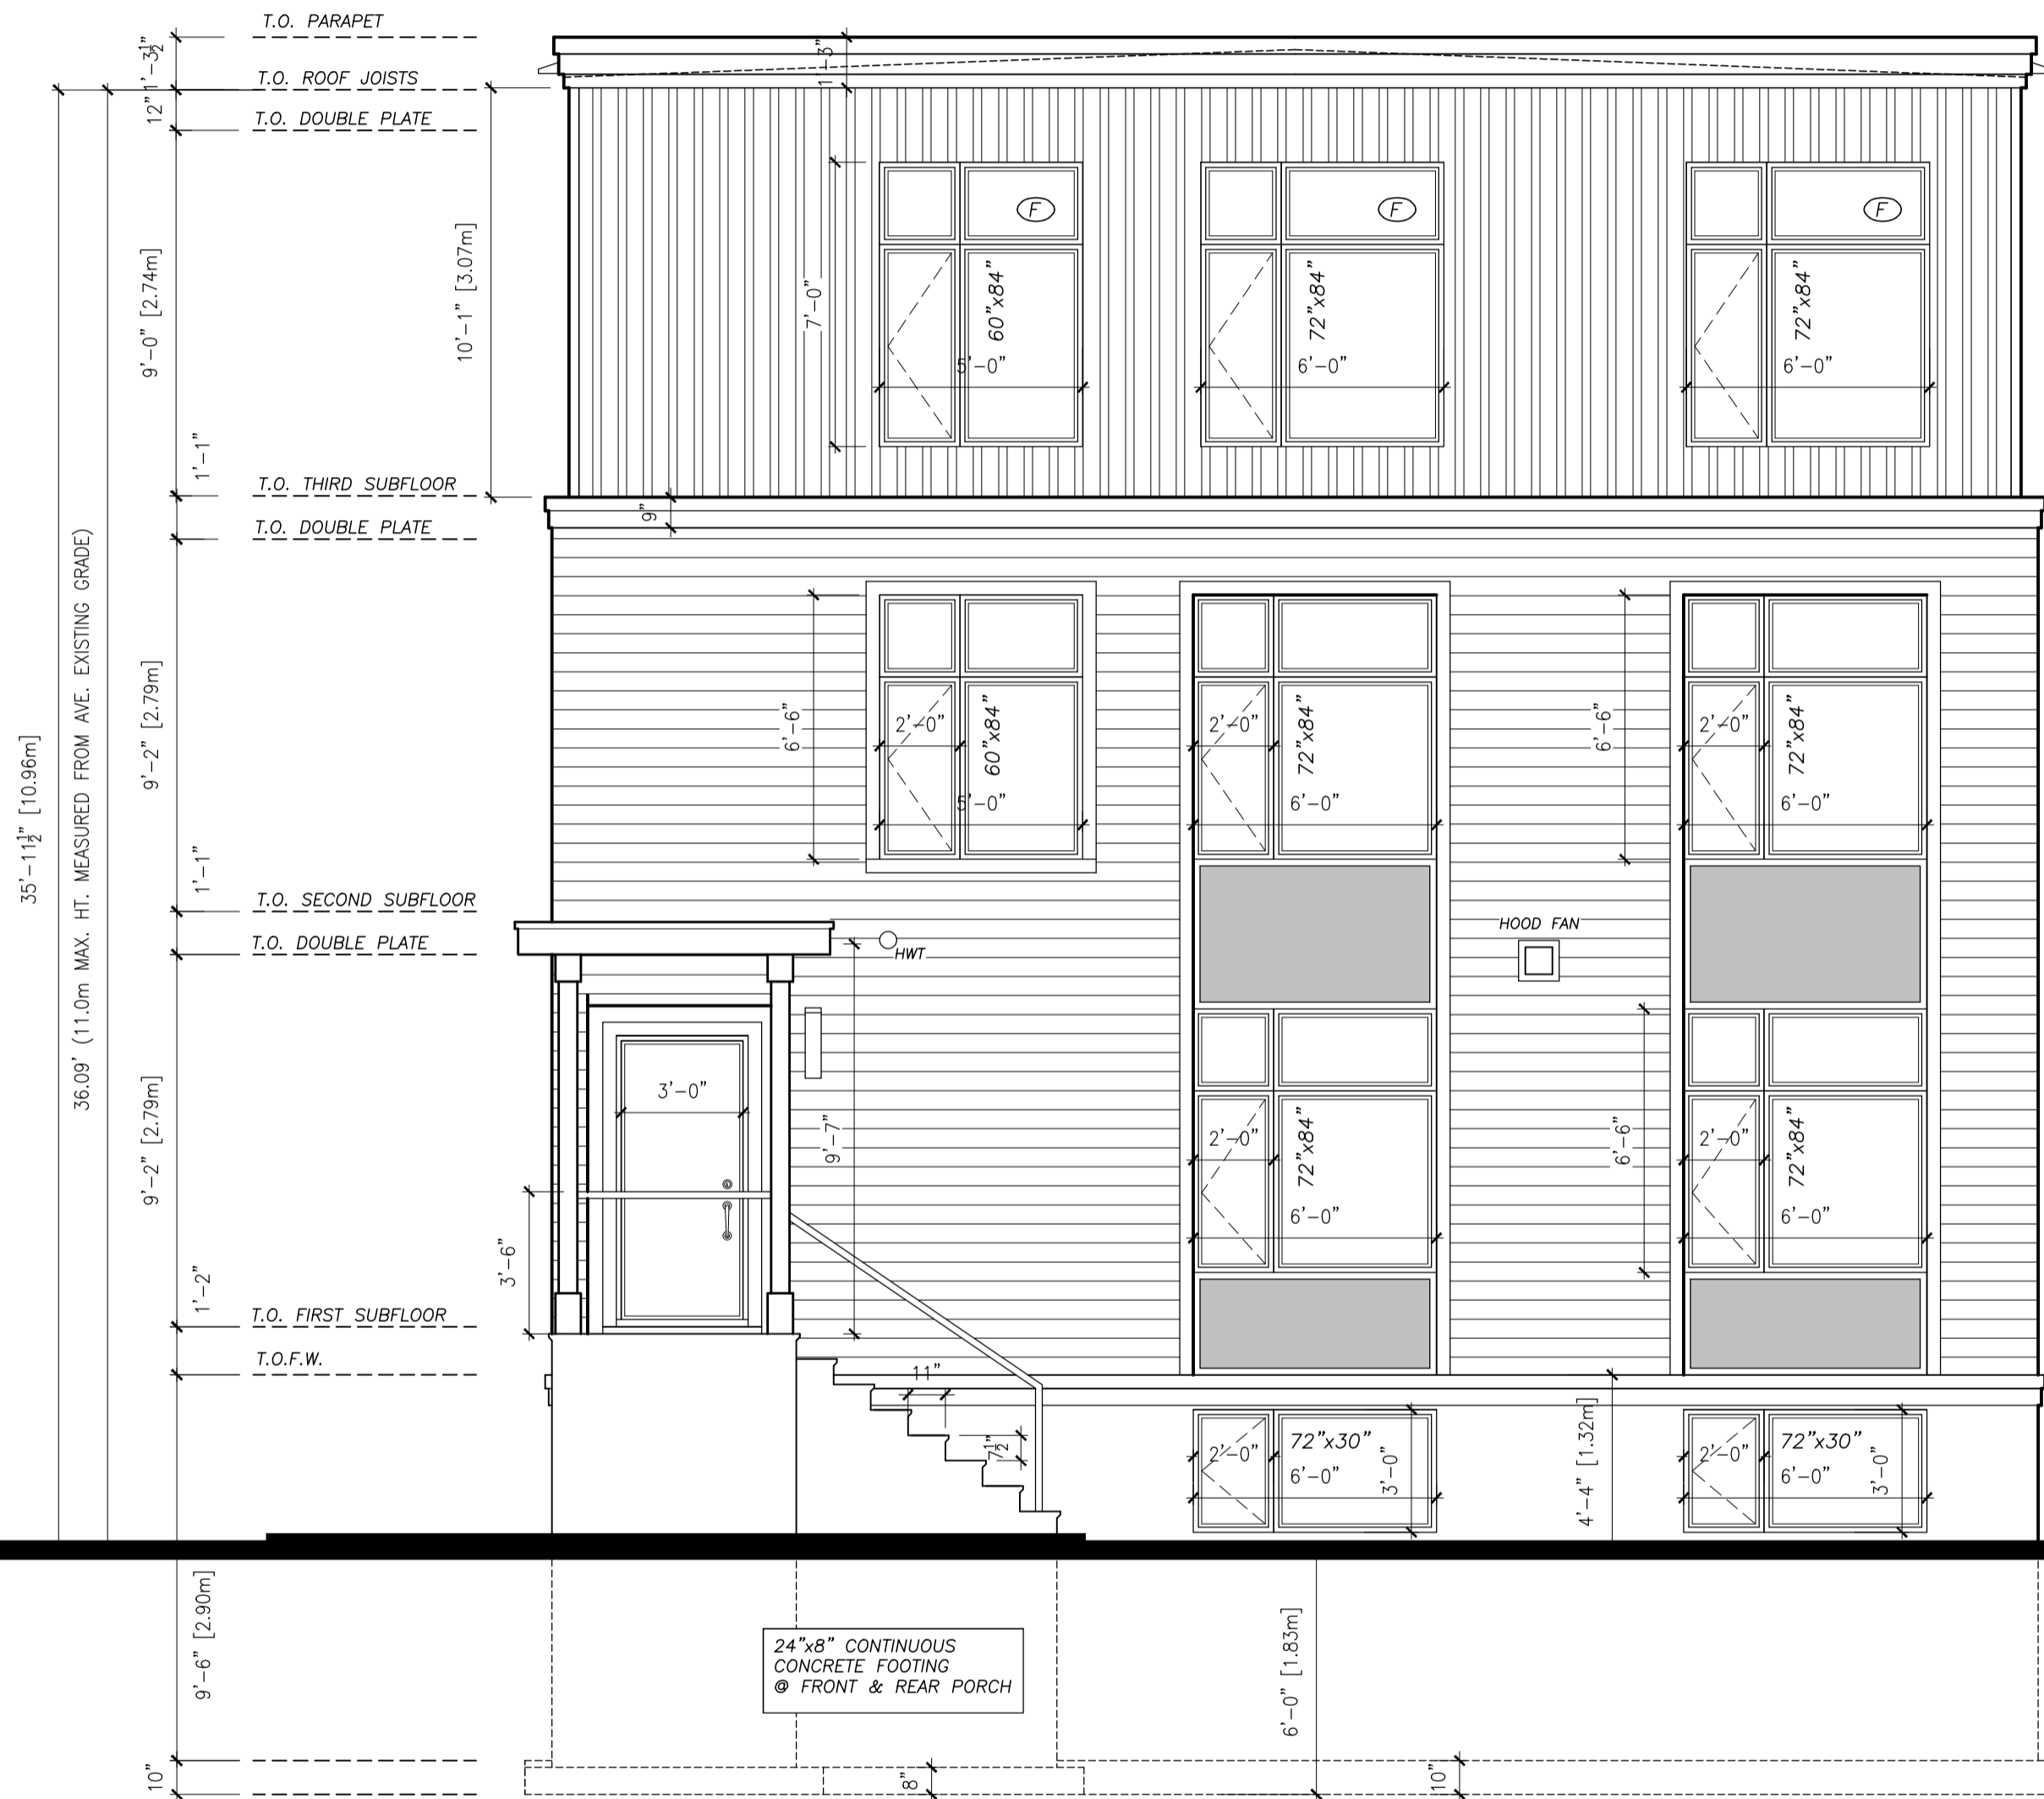 T.O. PARAPET
1'-3½"
1'-3"
T.O. ROOF JOISTS
12"
T.O. DOUBLE PLATE
F
F
F
9'-0" [2.74m]
10'-1" [3.07m]
7'-0"
60"x84"
72"x84"
72"x84"
5'-0"
6'-0"
6'-0"
1'-1"
T.O. THIRD SUBFLOOR
9"
T.O. DOUBLE PLATE
36.09' (11.0m MAX. HT. MEASURED FROM AVE. EXISTING GRADE)
35'-11½" [10.96m]
9'-2" [2.79m]
6'-6"
2'-0"
60"x84"
2'-0"
72"x84"
6'-6"
2'-0"
72"x84"
5'-0"
6'-0"
6'-0"
1'-1"
T.O. SECOND SUBFLOOR
T.O. DOUBLE PLATE
HWT
HOOD FAN
3'-0"
9'-2" [2.79m]
9'-7"
2'-0"
72"x84"
6'-6"
2'-0"
72"x84"
6'-0"
6'-0"
3'-6"
1'-2"
T.O. FIRST SUBFLOOR
T.O.F.W.
11"
7½"
2'-0"
72"x30"
6'-0"
3'-0"
4'-4" [1.32m]
2'-0"
72"x30"
6'-0"
3'-0"
9'-6" [2.90m]
24"x8" CONTINUOUS
CONCRETE FOOTING
@ FRONT & REAR PORCH
6'-0" [1.83m]
10"
8"
10"